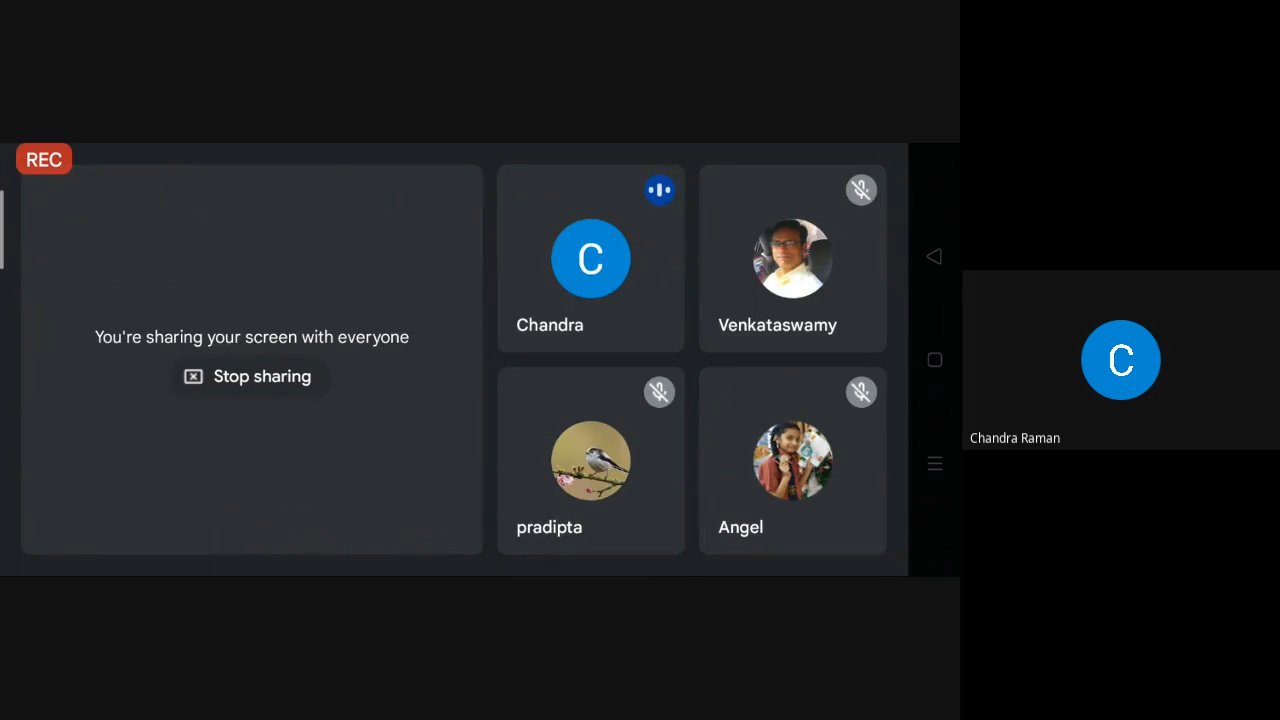 REC
You're sharing your screen with everyone
Stop sharing
C
Chandra
Venkataswamy
pradipta
Angel
C
Chandra Raman